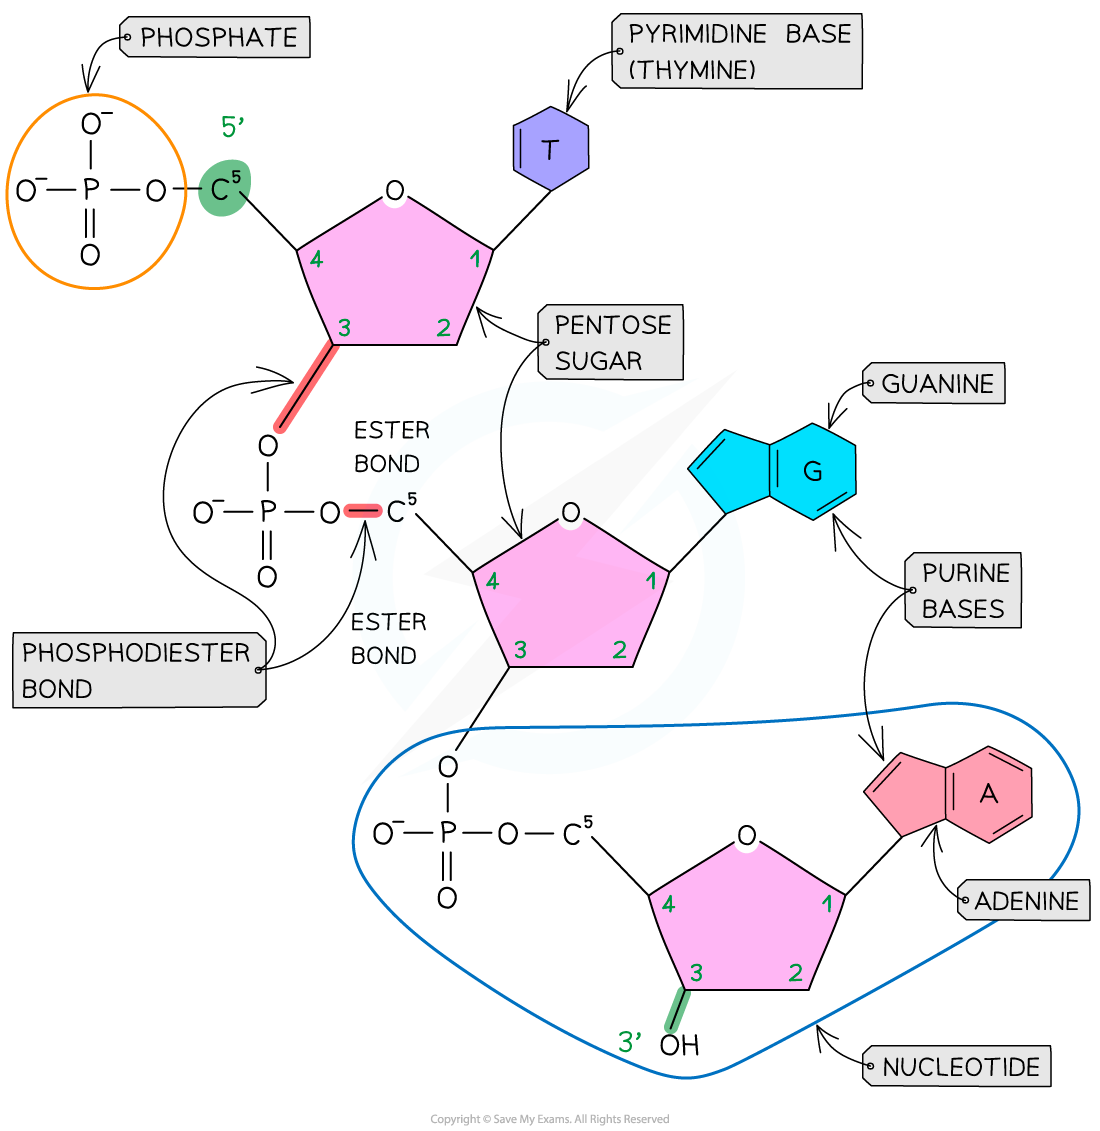 PHOSPHATE
PYRIMIDINE BASE
(THYMINE)
O⁻
5'
O⁻ P O C⁵
T
O
O
4 1
3 2
PENTOSE
SUGAR
GUANINE
ESTER
BOND
O
G
O⁻ P O C⁵
O
O
4 1
3 2
PURINE
BASES
ESTER
BOND
PHOSPHODIESTER
BOND
O
A
O⁻ P O C⁵
O
O
4 1
ADENINE
3 2
3'
OH
NUCLEOTIDE
Copyright © Save My Exams. All Rights Reserved